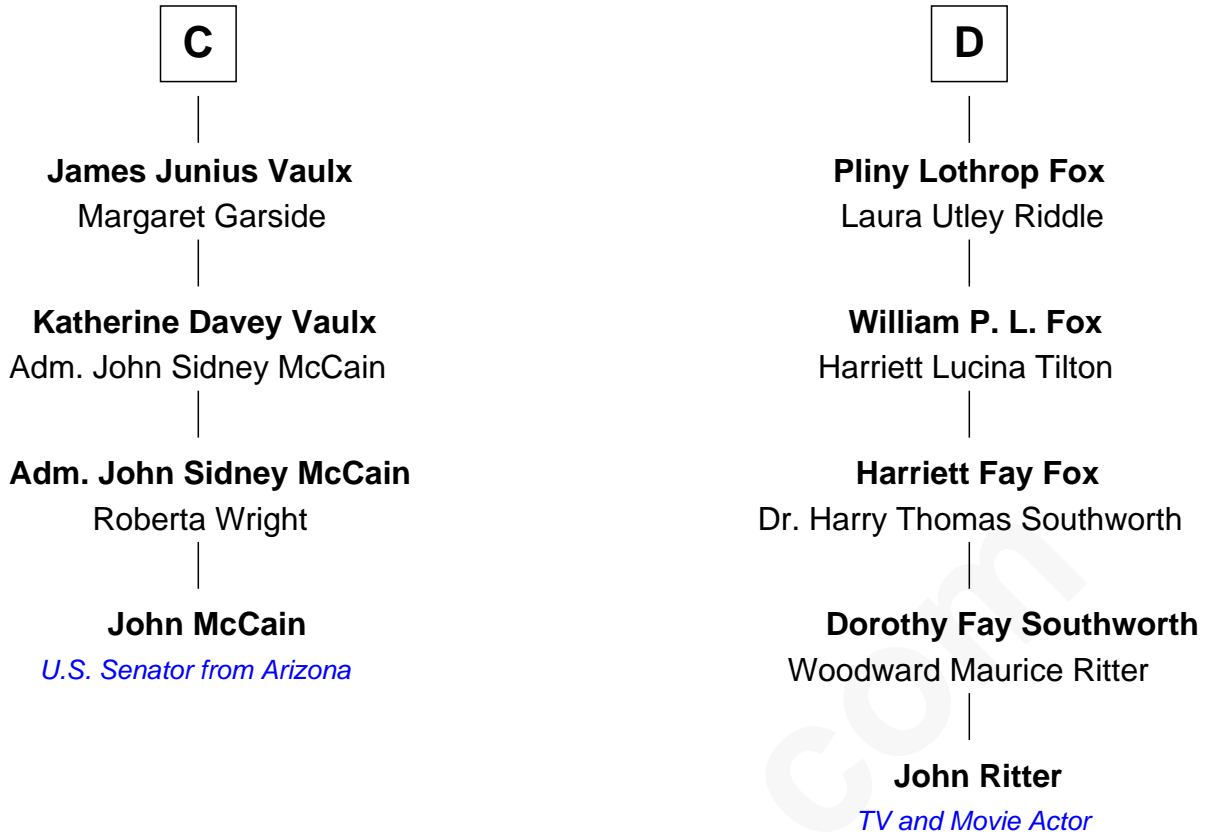 C
James Junius Vaulx
Margaret Garside
Katherine Davey Vaulx
Adm. John Sidney McCain
Adm. John Sidney McCain
Roberta Wright
John McCain
U.S. Senator from Arizona
D
Pliny Lothrop Fox
Laura Utley Riddle
William P. L. Fox
Harriett Lucina Tilton
Harriett Fay Fox
Dr. Harry Thomas Southworth
Dorothy Fay Southworth
Woodward Maurice Ritter
John Ritter
TV and Movie Actor
com